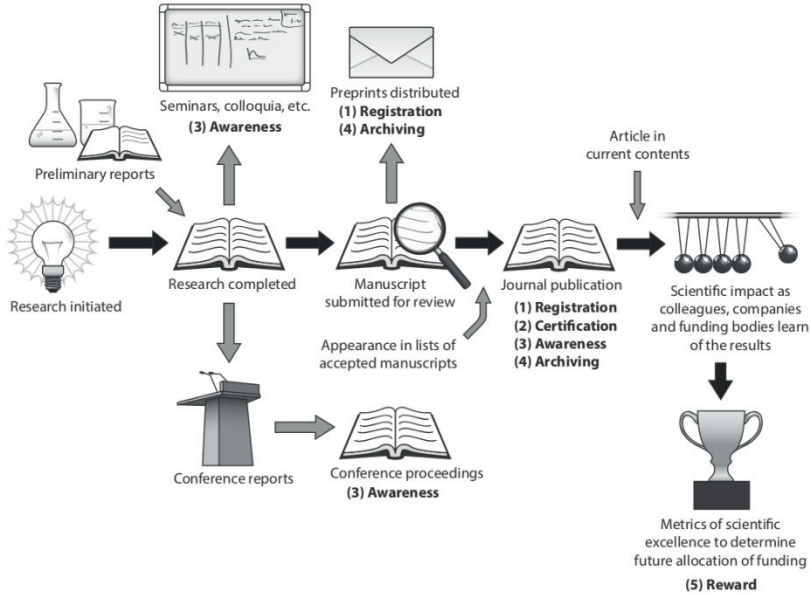 Seminars, colloquia, etc.
(3) Awareness
Preprints distributed
(1) Registration
(4) Archiving
Preliminary reports
Article in
current contents
Research initiated
Research completed
Manuscript
submitted for review
Journal publication
(1) Registration
(2) Certification
(3) Awareness
(4) Archiving
Appearance in lists of
accepted manuscripts
Scientific impact as
colleagues, companies
and funding bodies learn
of the results
Conference reports
Conference proceedings
(3) Awareness
Metrics of scientific
excellence to determine
future allocation of funding
(5) Reward